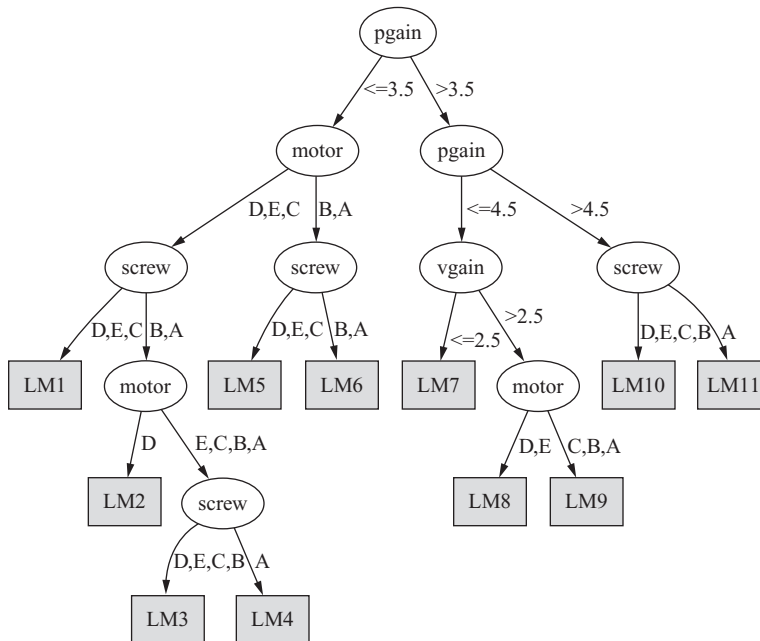 pgain
<=3.5 >3.5
motor pgain
D,E,C B,A <=4.5 >4.5
screw screw vgain screw
D,E,C B,A D,E,C B,A <=2.5 >2.5 D,E,C,B A
LM1 motor LM5 LM6 LM7 motor LM10 LM11
D E,C,B,A D,E C,B,A
LM2 screw LM8 LM9
D,E,C,B A
LM3 LM4